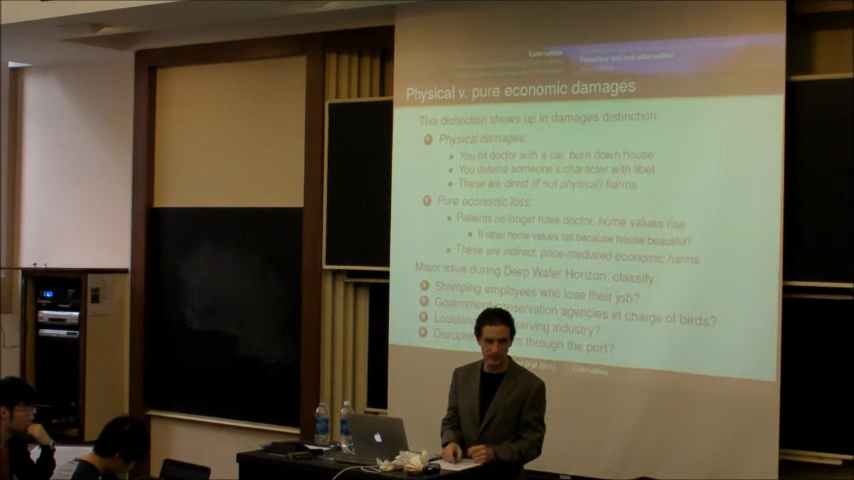 Externalities
Pecuniary and real externalities
Physical v. pure economic damages
This distinction shows up in damages distinction:
Physical damages
You hit doctor with a car, burn down house
You defame someone's character with libel
These are direct (if not physical) harms
Pure economic loss:
Patients no longer have doctor, home values rise
If other home values fall because house beautiful?
These are indirect, price-mediated economic harms
Major issue during Deep Water Horizon; classify:
Shrimping employees who lose their job?
Government conservation agencies in charge of birds?
serving industry?
through the port?
Externalities